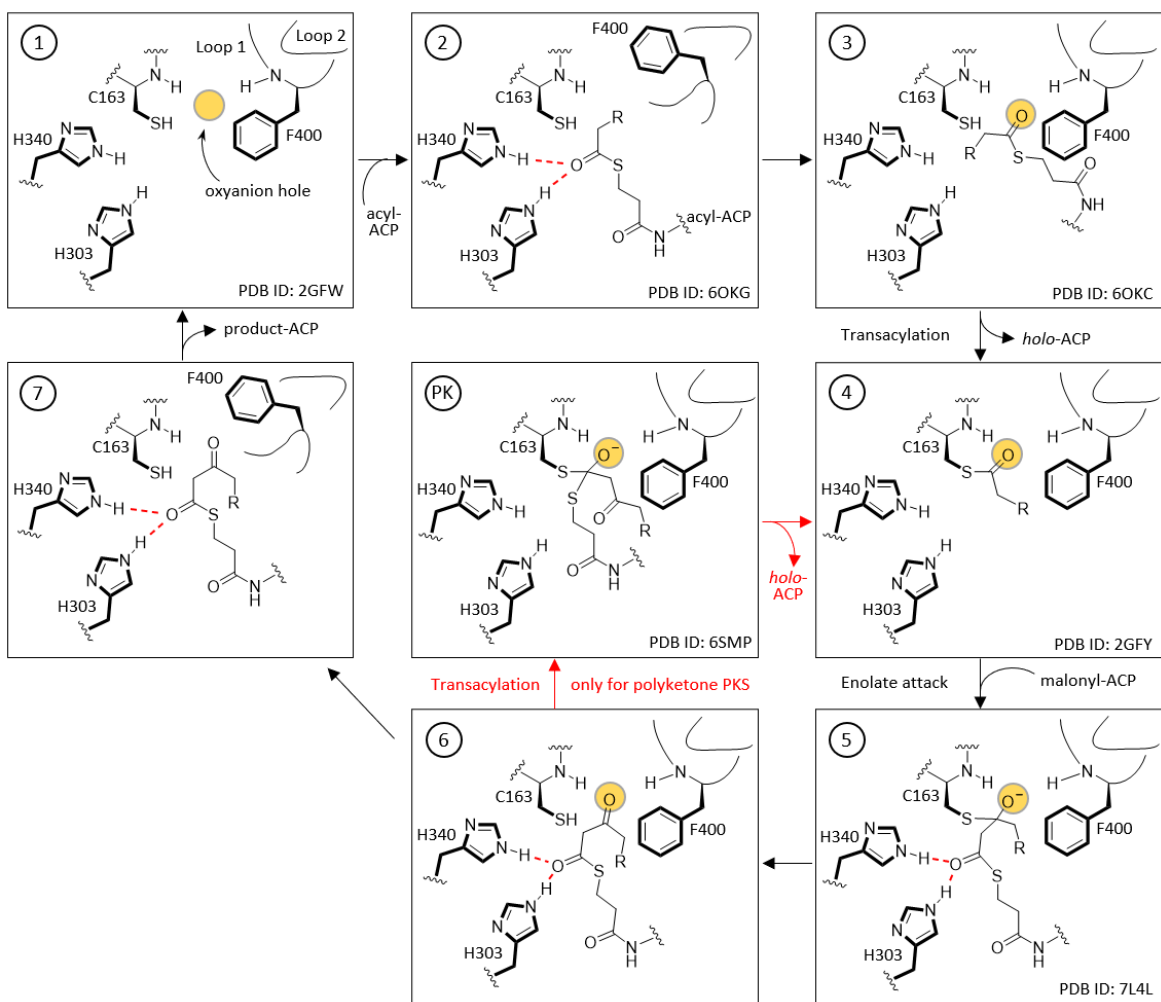 1
Loop 1
Loop 2
N
H
N
H
C163
SH
F400
H340
N
N
H
oxyanion hole
H
N
N
H303
PDB ID: 2GFW
acyl-
ACP
2
F400
N
H
C163
SH
R
H340
N
N
H
O
S
H
N
N
O
N
H
acyl-ACP
H303
PDB ID: 6OKG
3
N
H
N
H
C163
SH
O
F400
H340
N
N
H
R
S
O
H
N
N
NH
H303
PDB ID: 6OKC
product-ACP
Transacylation
holo-ACP
7
F400
N
H
C163
SH
O
H340
N
N
H
R
O
S
H
N
N
O
N
H
H303
PK
N
H
N
H
C163
O−
S
F400
H340
N
N
H
S
O
R
H
N
N
O
N
H
H303
PDB ID: 6SMP
holo-
ACP
4
N
H
N
H
C163
S
O
F400
H340
N
N
H
R
H
N
N
H303
PDB ID: 2GFY
Transacylation
only for polyketone PKS
Enolate attack
malonyl-ACP
6
N
H
N
H
C163
SH
O
F400
H340
N
N
H
R
O
S
H
N
N
O
N
H
H303
5
N
H
N
H
C163
O−
S
F400
H340
N
N
H
R
O
S
H
N
N
O
N
H
H303
PDB ID: 7L4L